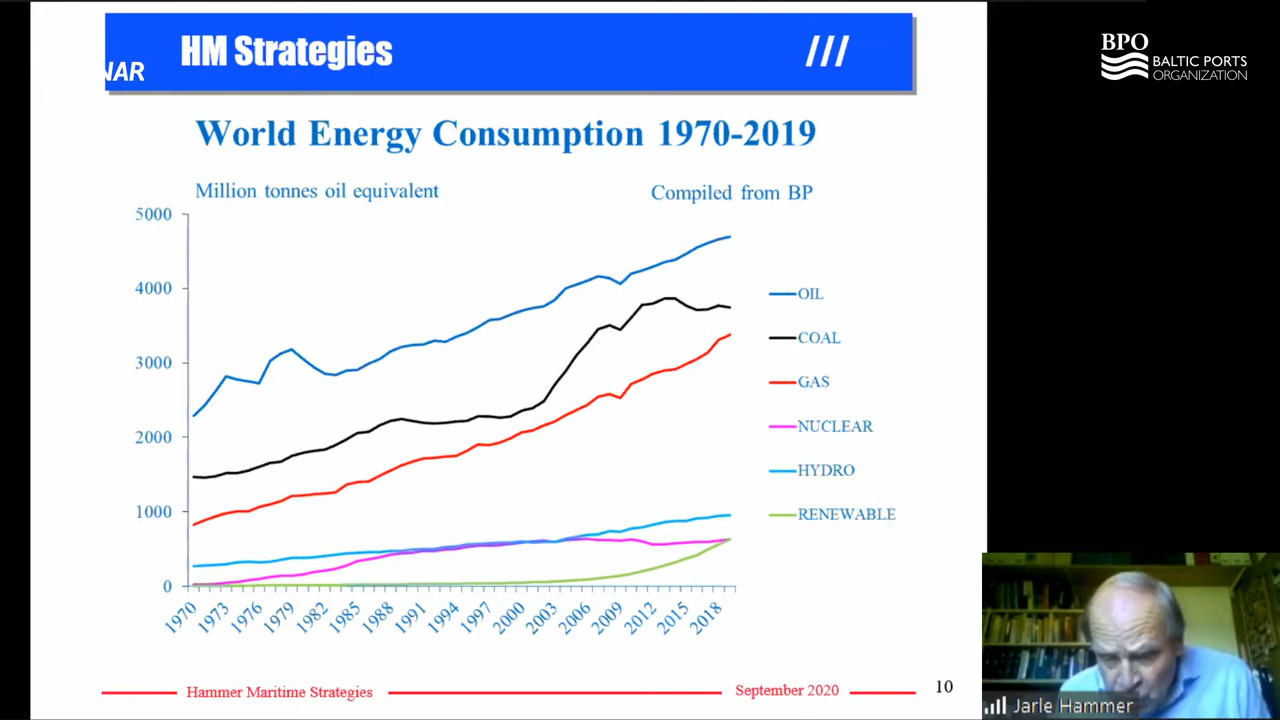 HM Strategies
///
NAR
BPO
BALTIC PORTS
ORGANIZATION
World Energy Consumption 1970-2019
Million tonnes oil equivalent
Compiled from BP
5000
4000
3000
2000
1000
0
OIL
COAL
GAS
NUCLEAR
HYDRO
RENEWABLE
1970
1973
1976
1979
1982
1985
1988
1991
1994
1997
2000
2003
2006
2009
2012
2015
2018
Hammer Maritime Strategies
September 2020
10
Jarle Hammer